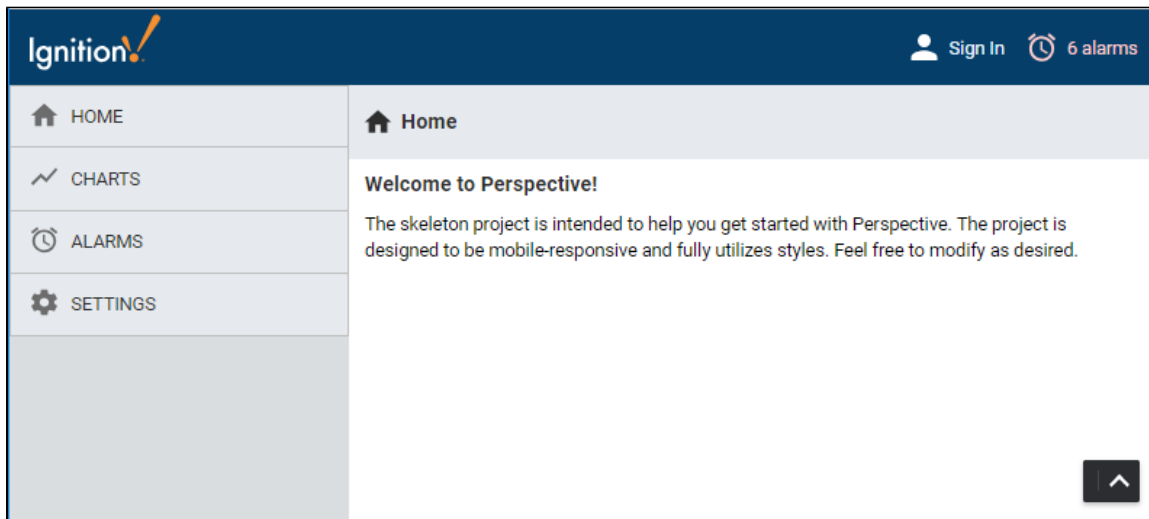 Ignition!
Sign In
6 alarms
HOME
CHARTS
ALARMS
SETTINGS
Home
Welcome to Perspective!
The skeleton project is intended to help you get started with Perspective. The project is
designed to be mobile-responsive and fully utilizes styles. Feel free to modify as desired.